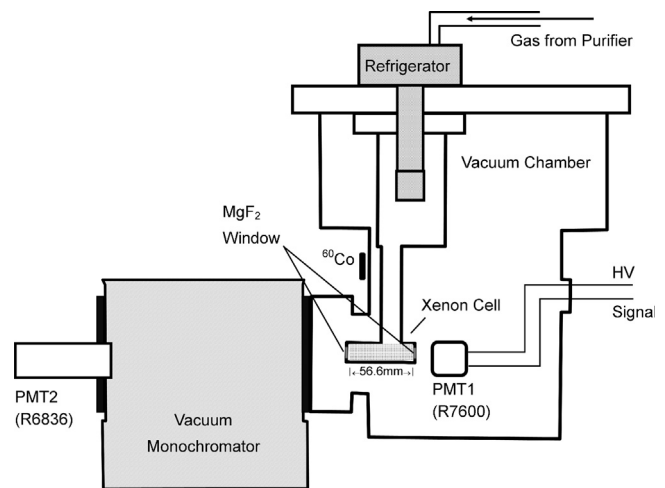 Gas from Purifier
Refrigerator
Vacuum Chamber
MgF₂
Window
⁶⁰Co
HV
Xenon Cell
Signal
56.6mm
PMT2
(R6836)
PMT1
(R7600)
Vacuum
Monochromator